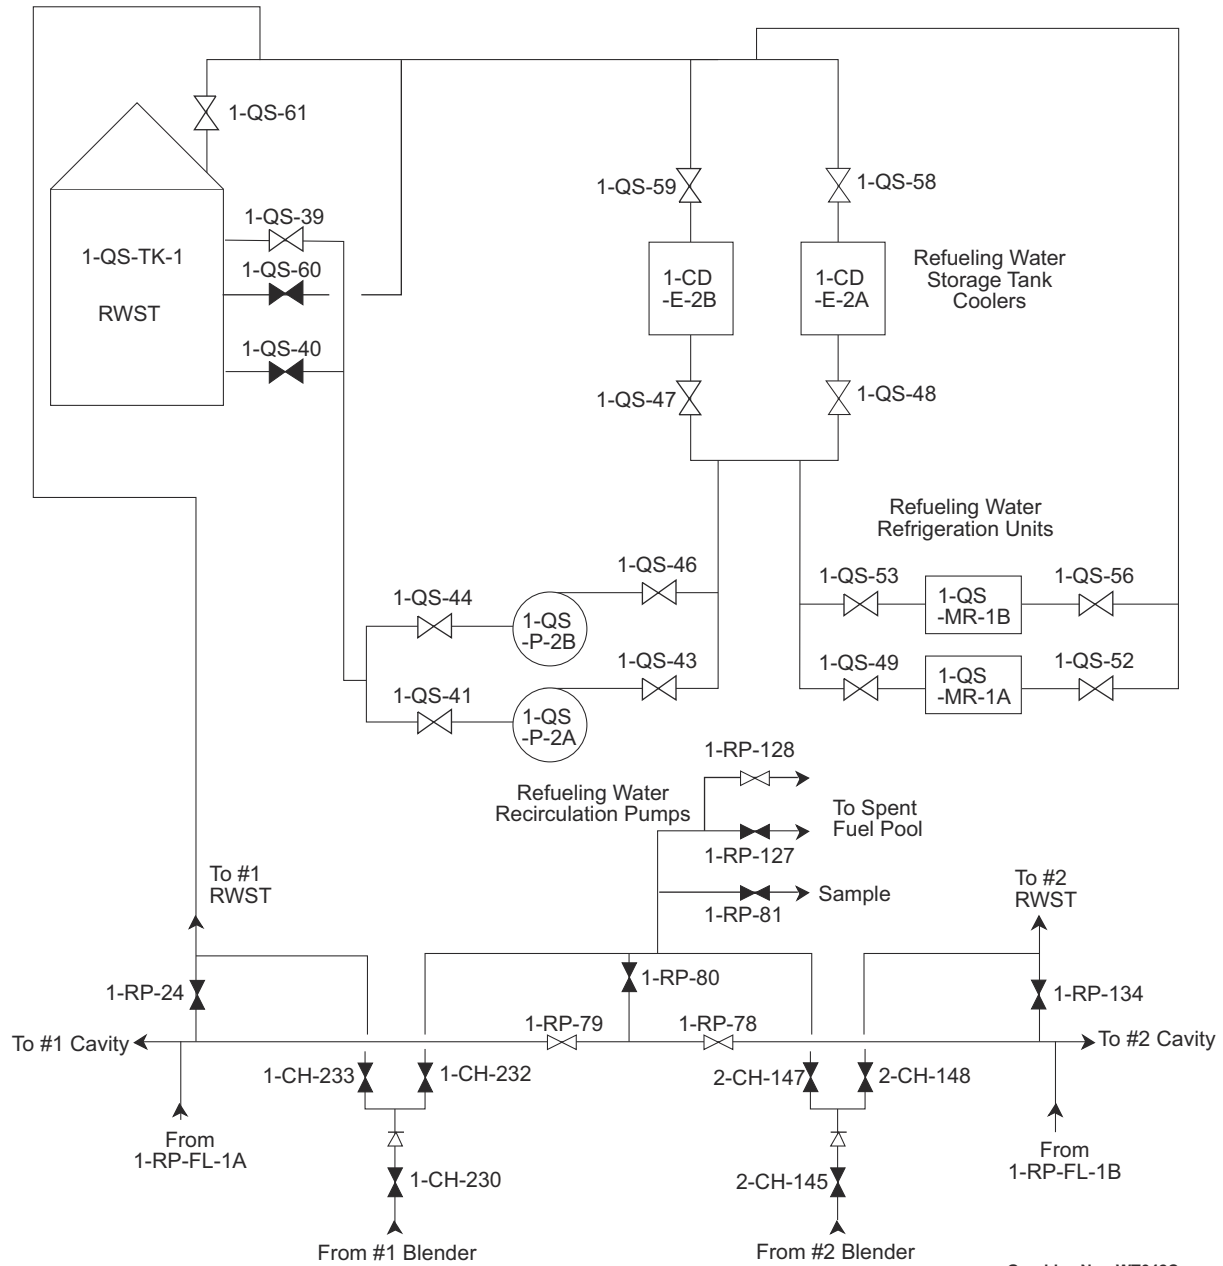 1-QS-61
1-QS-59
1-QS-58
1-QS-39
1-QS-TK-1
RWST
1-QS-60
1-QS-40
1-CD
-E-2B
1-CD
-E-2A
Refueling Water
Storage Tank
Coolers
1-QS-47
1-QS-48
Refueling Water
Refrigeration Units
1-QS-46
1-QS-44
1-QS
-P-2B
1-QS-53
1-QS
-MR-1B
1-QS-56
1-QS-43
1-QS-41
1-QS
-P-2A
1-QS-49
1-QS
-MR-1A
1-QS-52
Refueling Water
Recirculation Pumps
1-RP-128
To Spent
Fuel Pool
1-RP-127
Sample
1-RP-81
To #1
RWST
To #2
RWST
1-RP-24
1-RP-80
1-RP-134
1-RP-79
1-RP-78
To #1 Cavity
To #2 Cavity
1-CH-233
1-CH-232
2-CH-147
2-CH-148
From
1-RP-FL-1A
From
1-RP-FL-1B
1-CH-230
2-CH-145
From #1 Blender
From #2 Blender